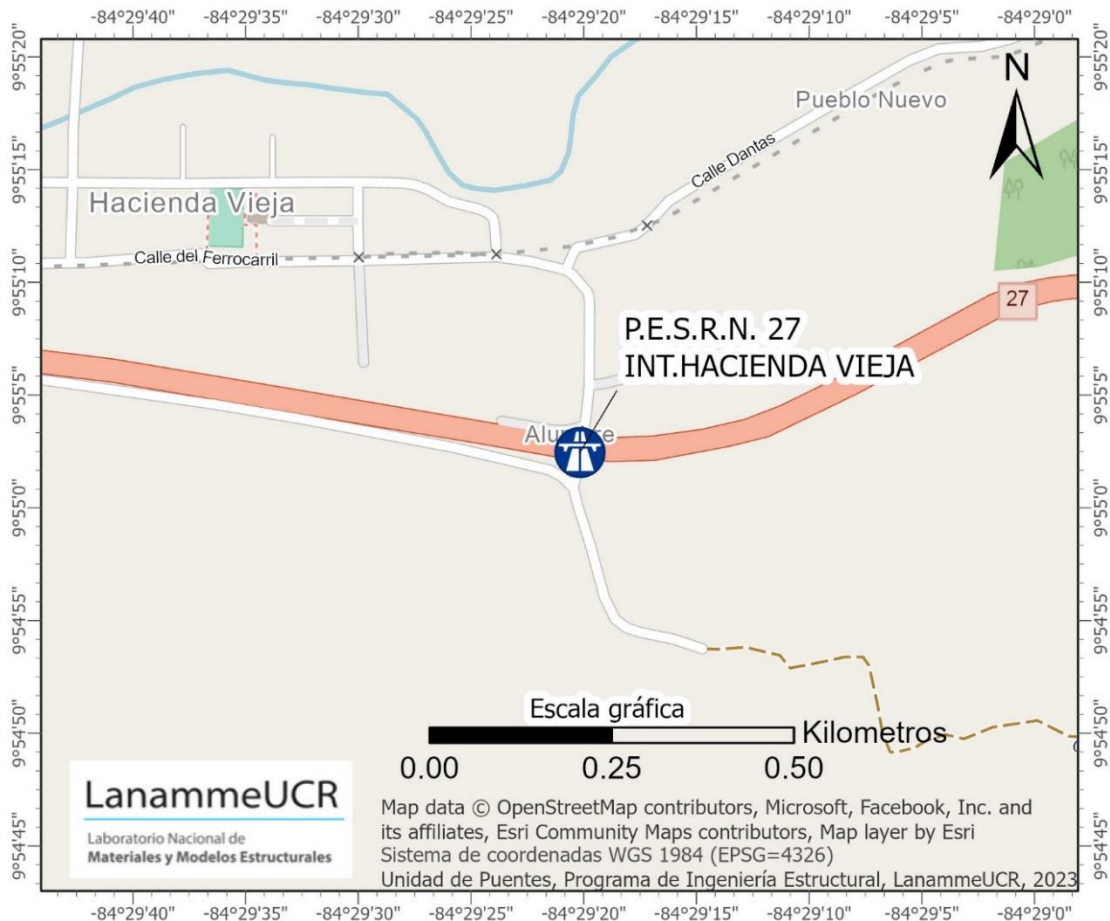 -84°29'40" -84°29'35" -84°29'30" -84°29'25" -84°29'20" -84°29'15" -84°29'10" -84°29'5" -84°29'0"
9°55'20" 9°55'20"
N
Pueblo Nuevo
9°55'15" 9°55'15"
Calle Dantas
Hacienda Vieja
Calle del Ferrocarril
9°55'10" 9°55'10"
27
P.E.S.R.N. 27
INT.HACIENDA VIEJA
9°55'5" 9°55'5"
9°55'0" 9°55'0"
9°54'55" 9°54'55"
9°54'50" 9°54'50"
Escala gráfica
Kilometros
0.00 0.25 0.50
LanammeUCR
Laboratorio Nacional de
Materiales y Modelos Estructurales
9°54'45" 9°54'45"
Map data © OpenStreetMap contributors, Microsoft, Facebook, Inc. and
its affiliates, Esri Community Maps contributors, Map layer by Esri
Sistema de coordenadas WGS 1984 (EPSG=4326)
Unidad de Puentes, Programa de Ingeniería Estructural, LanammeUCR, 2023
-84°29'40" -84°29'35" -84°29'30" -84°29'25" -84°29'20" -84°29'15" -84°29'10" -84°29'5" -84°29'0"